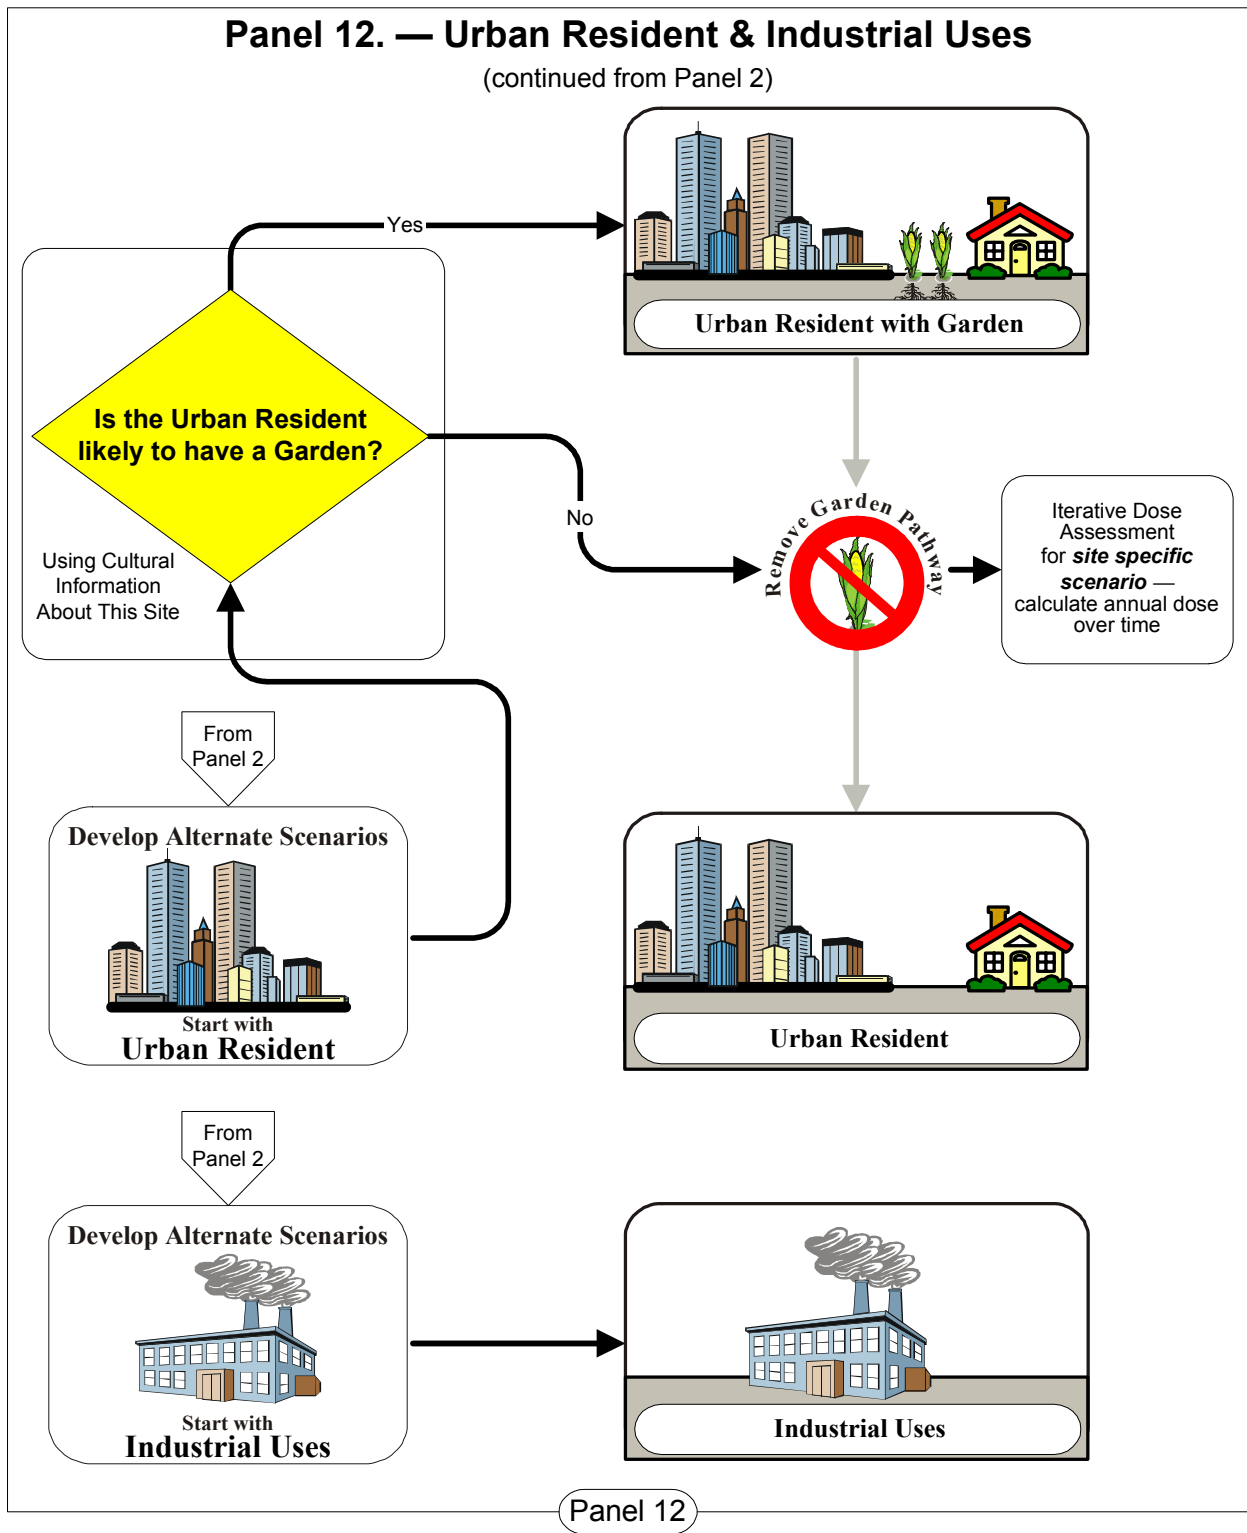 Panel 12. — Urban Resident & Industrial Uses
(continued from Panel 2)
Yes
Urban Resident with Garden
Is the Urban Resident
likely to have a Garden?
No
Using Cultural
Information
About This Site
Remove Garden Pathway
Iterative Dose
Assessment
for site specific
scenario —
calculate annual dose
over time
From
Panel 2
Develop Alternate Scenarios
Start with
Urban Resident
Urban Resident
From
Panel 2
Develop Alternate Scenarios
Start with
Industrial Uses
Industrial Uses
Panel 12